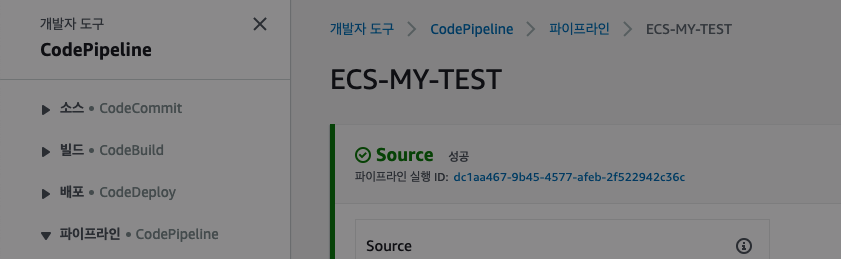 개발자 도구
CodePipeline
소스 • CodeCommit
빌드 • CodeBuild
배포 • CodeDeploy
파이프라인 • CodePipeline
개발자 도구 > CodePipeline > 파이프라인 > ECS-MY-TEST
ECS-MY-TEST
Source 성공
파이프라인 실행 ID: dc1aa467-9b45-4577-afeb-2f522942c36c
Source